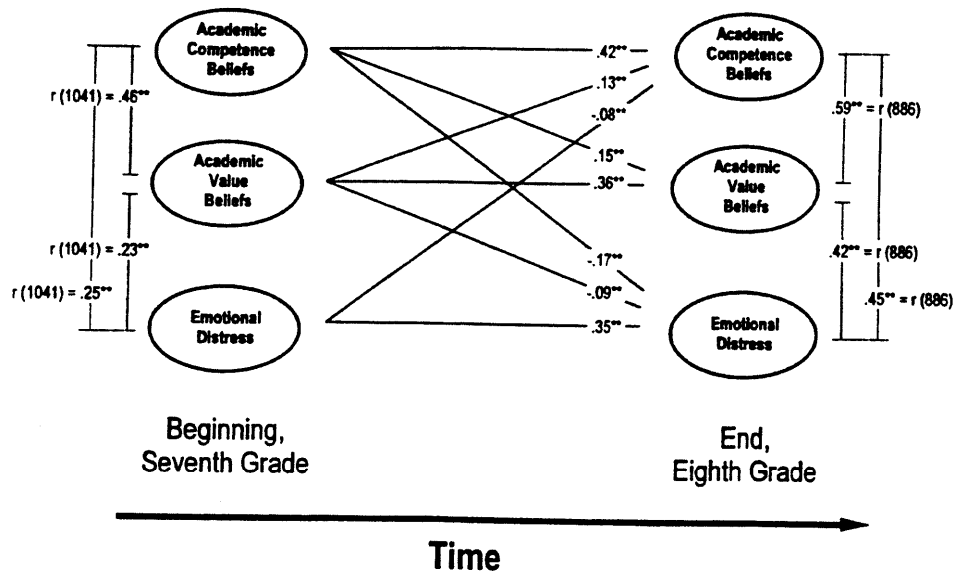 Academic
Competence
Beliefs
Academic
Competence
Beliefs
.42**
r (1041) = .46**
.13**
-.08**
.59** = r (886)
Academic
Value
Beliefs
.15**
.36**
Academic
Value
Beliefs
r (1041) = .23**
-.17**
.42** = r (886)
r (1041) = .25**
-.09**
.45** = r (886)
Emotional
Distress
.35**
Emotional
Distress
Beginning,
Seventh Grade
End,
Eighth Grade
Time